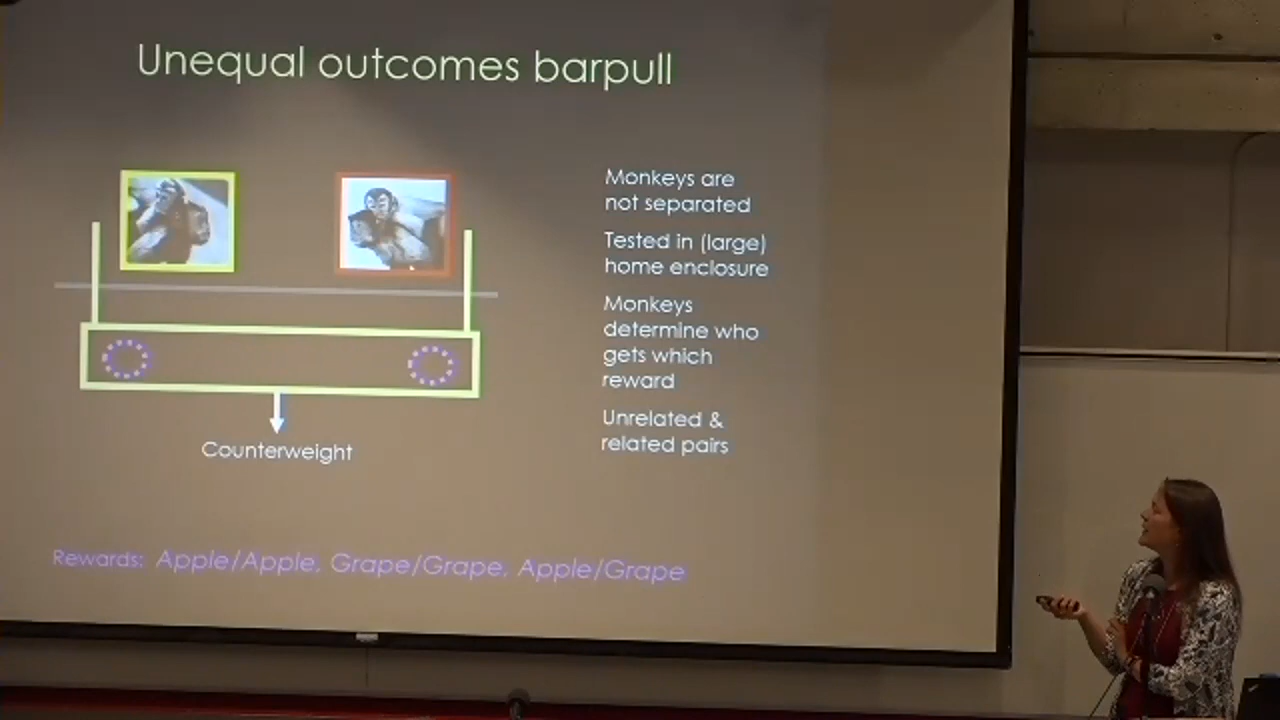 Unequal outcomes barpull
Monkeys are
not separated
Tested in (large)
home enclosure
Monkeys
determine who
gets which
reward
Unrelated &
related pairs
Counterweight
Rewards: Apple/Apple, Grape/Grape, Apple/Grape